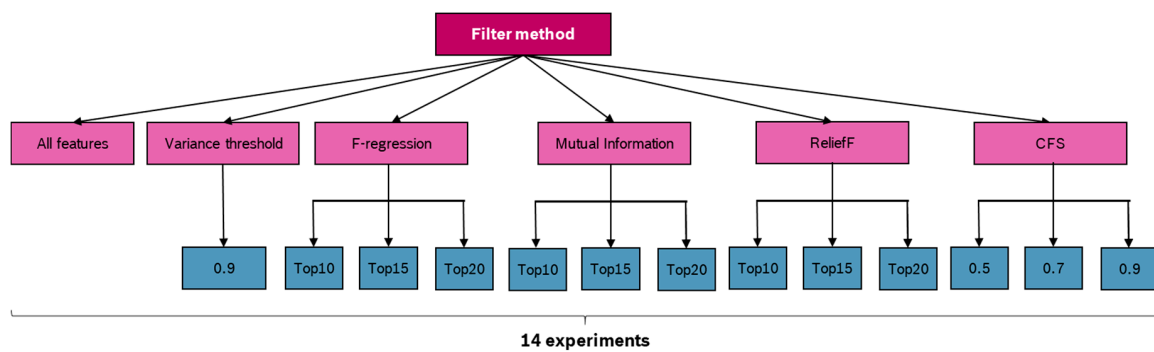 Filter method
All features
Variance threshold
F-regression
Mutual Information
ReliefF
CFS
0.9
Top10
Top15
Top20
Top10
Top15
Top20
Top10
Top15
Top20
0.5
0.7
0.9
14 experiments